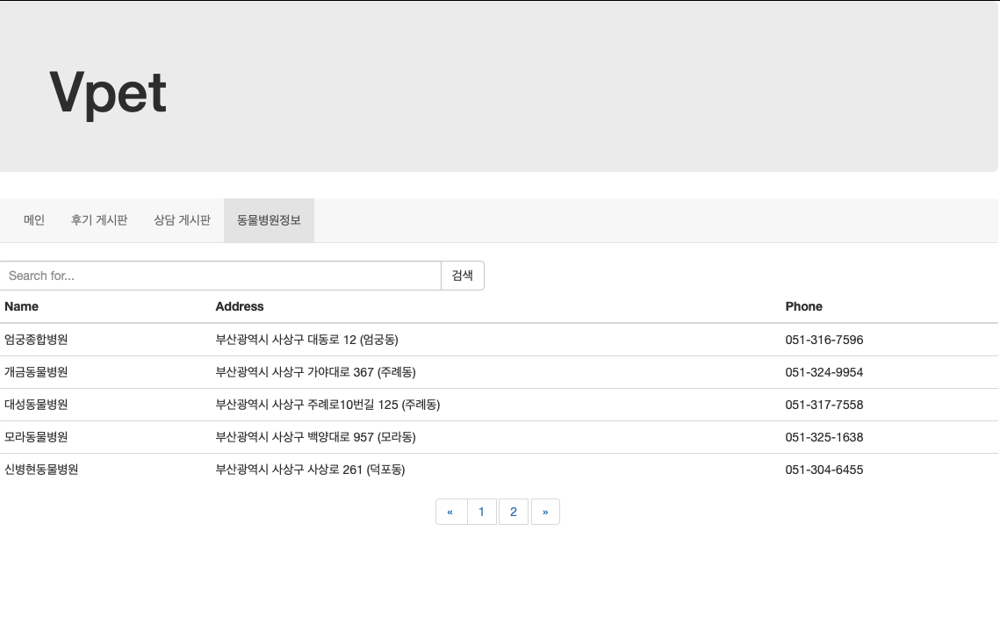 Vpet
메인 후기 게시판 상담 게시판 동물병원정보
Search for... 검색
Name Address Phone
엄궁종합병원 부산광역시 사상구 대동로 12 (엄궁동) 051-316-7596
개금동물병원 부산광역시 사상구 가야대로 367 (주례동) 051-324-9954
대성동물병원 부산광역시 사상구 주례로10번길 125 (주례동) 051-317-7558
모라동물병원 부산광역시 사상구 백양대로 957 (모라동) 051-325-1638
신병현동물병원 부산광역시 사상구 사상로 261 (덕포동) 051-304-6455
« 1 2 »